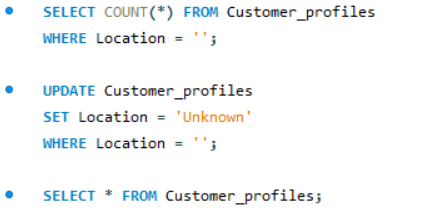 SELECT COUNT(*) FROM Customer_profiles
WHERE Location = '';
UPDATE Customer_profiles
SET Location = 'Unknown'
WHERE Location = '';
SELECT * FROM Customer_profiles;